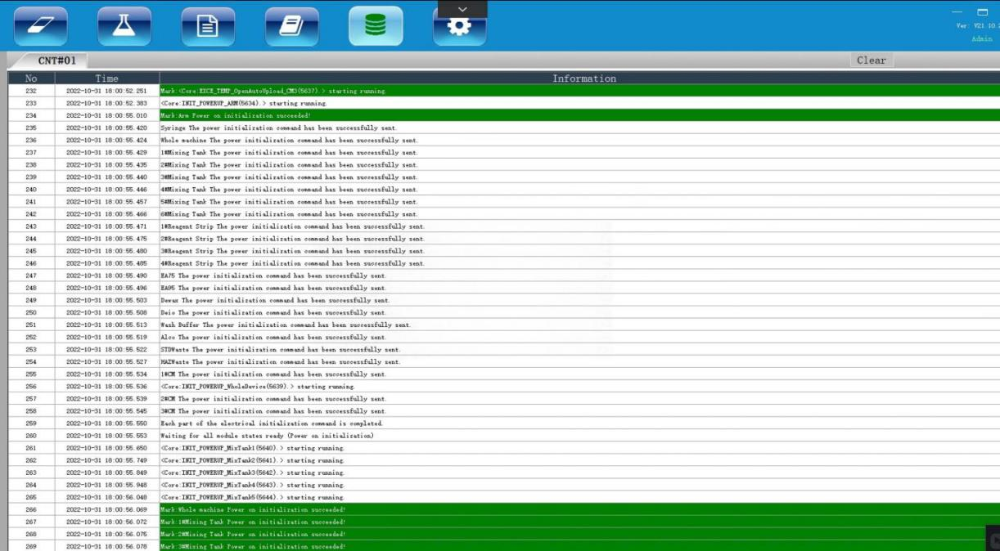 Ver: V21.10.
Admin
CNT#01
Clear
No Time Information
232 2022-10-31 18:00:52.251 Mark:<Core:EXCE_TEMP_OpenAutoUpload_CM3(5637).> starting running.
233 2022-10-31 18:00:52.383 <Core:INIT_POWERUP_ARM(5634).> starting running.
234 2022-10-31 18:00:55.010 Mark:Arm Power on initialization succeeded!
235 2022-10-31 18:00:55.420 Syringe The power initialization command has been successfully sent.
236 2022-10-31 18:00:55.424 Whole machine The power initialization command has been successfully sent.
237 2022-10-31 18:00:55.429 1#Mixing Tank The power initialization command has been successfully sent.
238 2022-10-31 18:00:55.435 2#Mixing Tank The power initialization command has been successfully sent.
239 2022-10-31 18:00:55.440 3#Mixing Tank The power initialization command has been successfully sent.
240 2022-10-31 18:00:55.446 4#Mixing Tank The power initialization command has been successfully sent.
241 2022-10-31 18:00:55.457 5#Mixing Tank The power initialization command has been successfully sent.
242 2022-10-31 18:00:55.466 6#Mixing Tank The power initialization command has been successfully sent.
243 2022-10-31 18:00:55.471 1#Reagent Strip The power initialization command has been successfully sent.
244 2022-10-31 18:00:55.475 2#Reagent Strip The power initialization command has been successfully sent.
245 2022-10-31 18:00:55.480 3#Reagent Strip The power initialization command has been successfully sent.
246 2022-10-31 18:00:55.485 4#Reagent Strip The power initialization command has been successfully sent.
247 2022-10-31 18:00:55.490 EA75 The power initialization command has been successfully sent.
248 2022-10-31 18:00:55.496 EA95 The power initialization command has been successfully sent.
249 2022-10-31 18:00:55.503 Dewax The power initialization command has been successfully sent.
250 2022-10-31 18:00:55.508 Deio The power initialization command has been successfully sent.
251 2022-10-31 18:00:55.513 Wash Buffer The power initialization command has been successfully sent.
252 2022-10-31 18:00:55.519 Alco The power initialization command has been successfully sent.
253 2022-10-31 18:00:55.522 STDWaste The power initialization command has been successfully sent.
254 2022-10-31 18:00:55.527 HAZWaste The power initialization command has been successfully sent.
255 2022-10-31 18:00:55.534 1#CM The power initialization command has been successfully sent.
256 2022-10-31 18:00:55.536 <Core:INIT_POWERUP_WholeDevice(5639).> starting running.
257 2022-10-31 18:00:55.539 2#CM The power initialization command has been successfully sent.
258 2022-10-31 18:00:55.545 3#CM The power initialization command has been successfully sent.
259 2022-10-31 18:00:55.550 Each part of the electrical initialization command is completed.
260 2022-10-31 18:00:55.553 Waiting for all module states ready (Power on initialization)
261 2022-10-31 18:00:55.650 <Core:INIT_POWERUP_MixTank1(5640).> starting running.
262 2022-10-31 18:00:55.749 <Core:INIT_POWERUP_MixTank2(5641).> starting running.
263 2022-10-31 18:00:55.849 <Core:INIT_POWERUP_MixTank3(5642).> starting running.
264 2022-10-31 18:00:55.948 <Core:INIT_POWERUP_MixTank4(5643).> starting running.
265 2022-10-31 18:00:56.048 <Core:INIT_POWERUP_MixTank5(5644).> starting running.
266 2022-10-31 18:00:56.069 Mark:Whole machine Power on initialization succeeded!
267 2022-10-31 18:00:56.072 Mark:1#Mixing Tank Power on initialization succeeded!
268 2022-10-31 18:00:56.075 Mark:2#Mixing Tank Power on initialization succeeded!
269 2022-10-31 18:00:56.078 Mark:3#Mixing Tank Power on initialization succeeded!